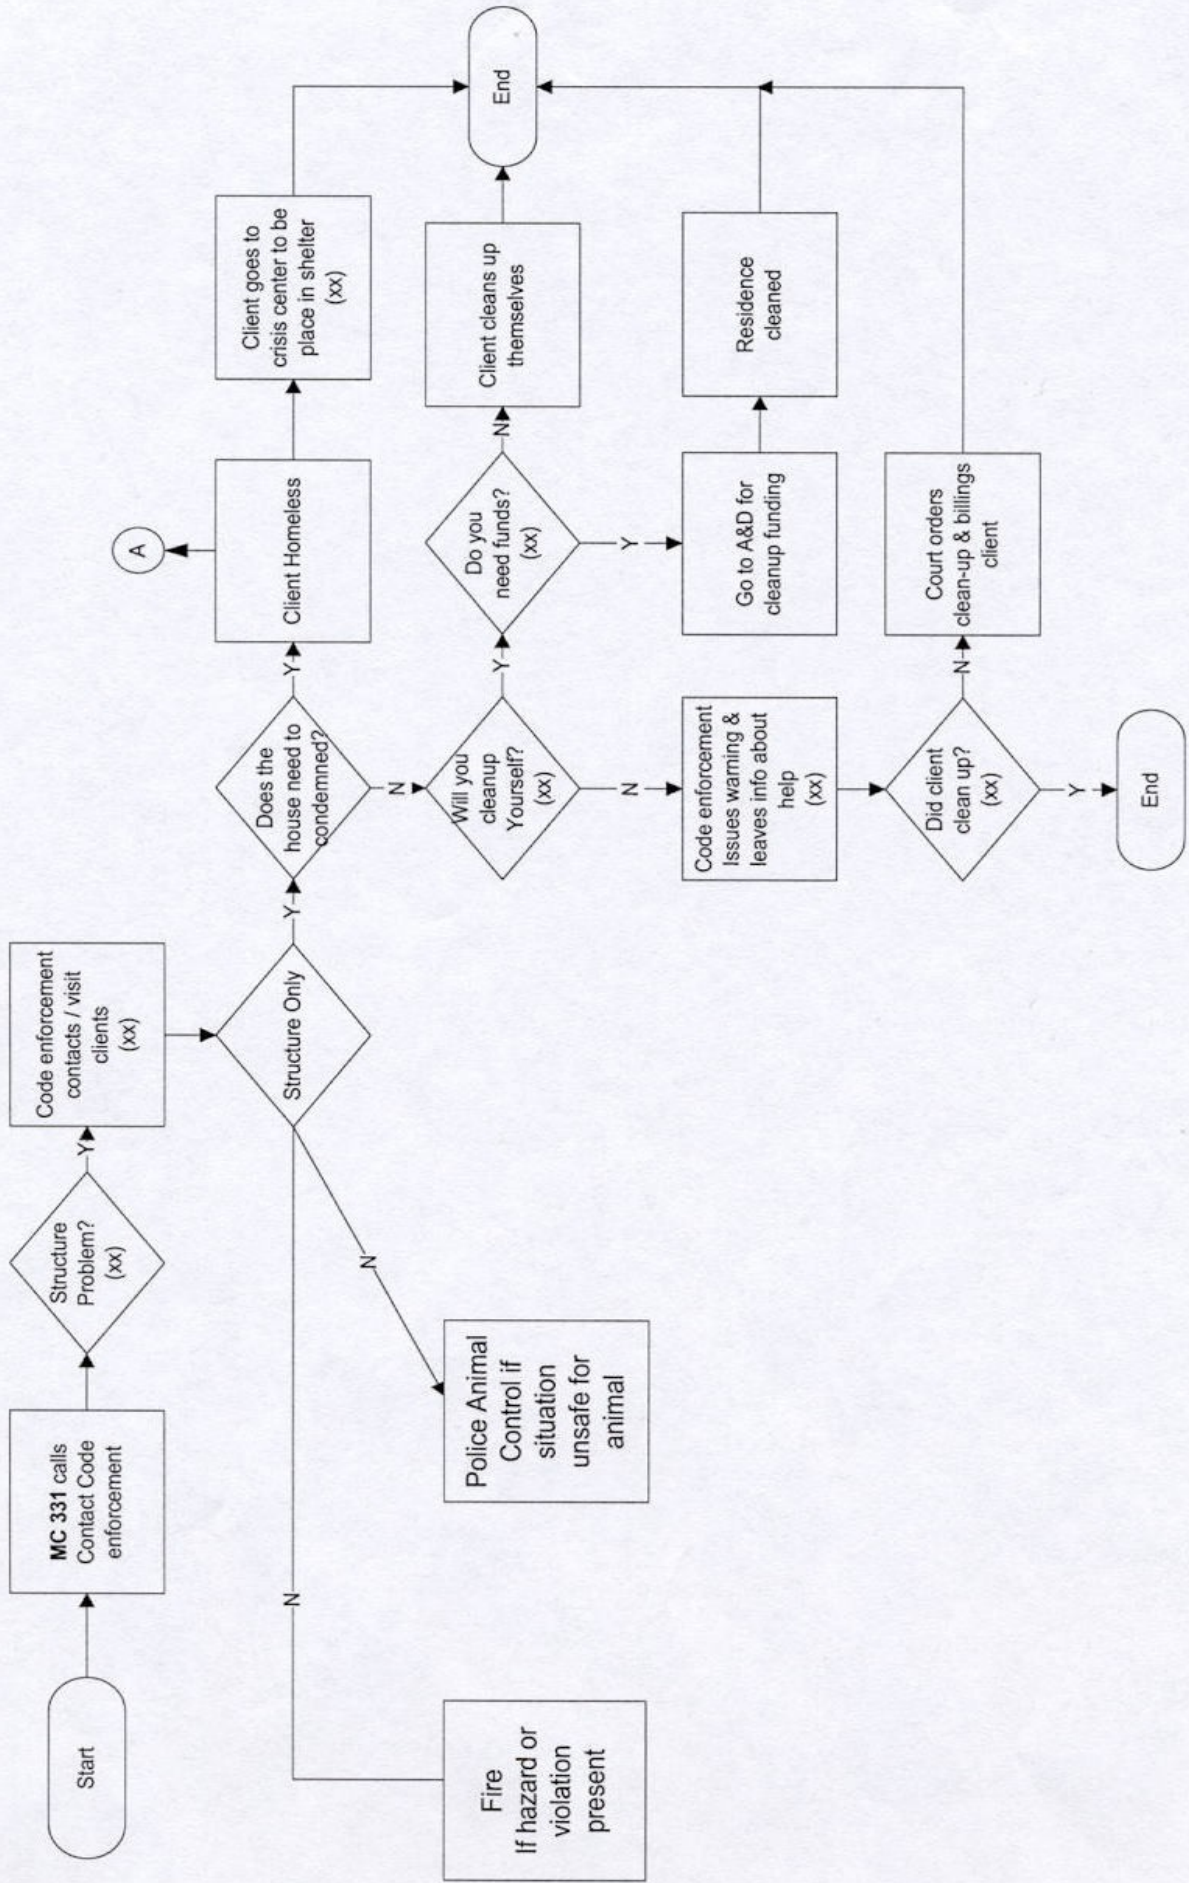 Start
MC 331 calls
Contact Code
enforcement
Structure
Problem?
(xx)
Y
Code enforcement
contacts / visit
clients
(xx)
Structure Only
N
Fire
If hazard or
violation
present
N
Police Animal
Control if
situation
unsafe for
animal
Y
Does the
house need to
condemned?
Y
Client Homeless
A
Client goes to
crisis center to be
place in shelter
(xx)
End
N
Will you
cleanup
Yourself?
(xx)
Y
Do you
need funds?
(xx)
N
Client cleans up
themselves
Y
Go to A&D for
cleanup funding
Residence
cleaned
N
Code enforcement
Issues warning &
leaves info about
help
(xx)
Did client
clean up?
(xx)
N
Court orders
clean-up & billings
client
Y
End